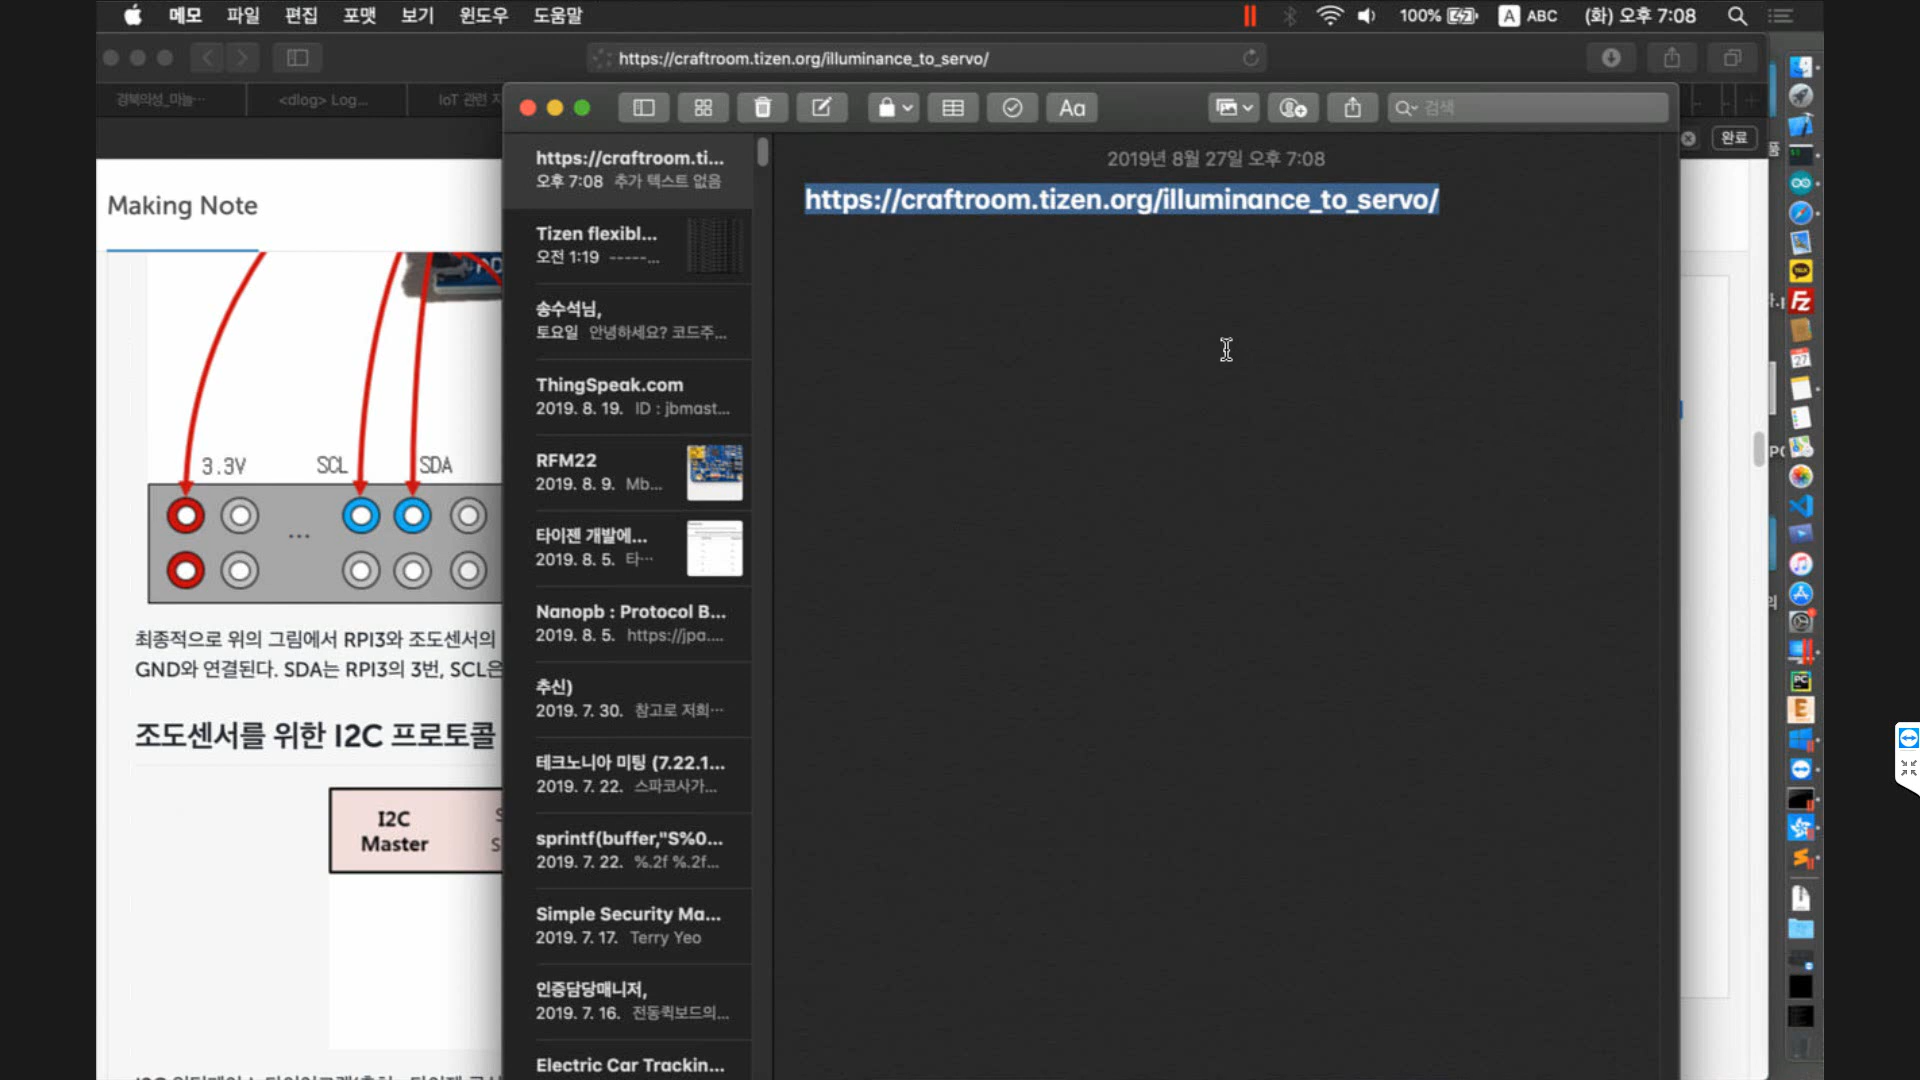 메모 파일 편집 포맷 보기 윈도우 도움말
100% A ABC (화) 오후 7:08
https://craftroom.tizen.org/illuminance_to_servo/
경북의성_마늘… <dlog> Log... IoT 관련
Aa
검색
완료
Making Note
3.3V SCL SDA
...
최종적으로 위의 그림에서 RPI3와 조도센서의
GND와 연결된다. SDA는 RPI3의 3번, SCL은
조도센서를 위한 I2C 프로토콜
I2C
Master
https://craftroom.ti...
오후 7:08 추가 텍스트 없음
Tizen flexibl...
오전 1:19 -----...
송수석님,
토요일 안녕하세요? 코드주...
ThingSpeak.com
2019. 8. 19. ID : jbmast...
RFM22
2019. 8. 9. Mb...
타이젠 개발에...
2019. 8. 5. 타…
Nanopb : Protocol B...
2019. 8. 5. https://jpa....
추신)
2019. 7. 30. 참고로 저희…
테크노니아 미팅 (7.22.1...
2019. 7. 22. 스파코사가...
sprintf(buffer,"S%0...
2019. 7. 22. %.2f %.2f...
Simple Security Ma...
2019. 7. 17. Terry Yeo
인증담당매니저,
2019. 7. 16. 전동퀵보드의...
Electric Car Trackin...
2019년 8월 27일 오후 7:08
https://craftroom.tizen.org/illuminance_to_servo/